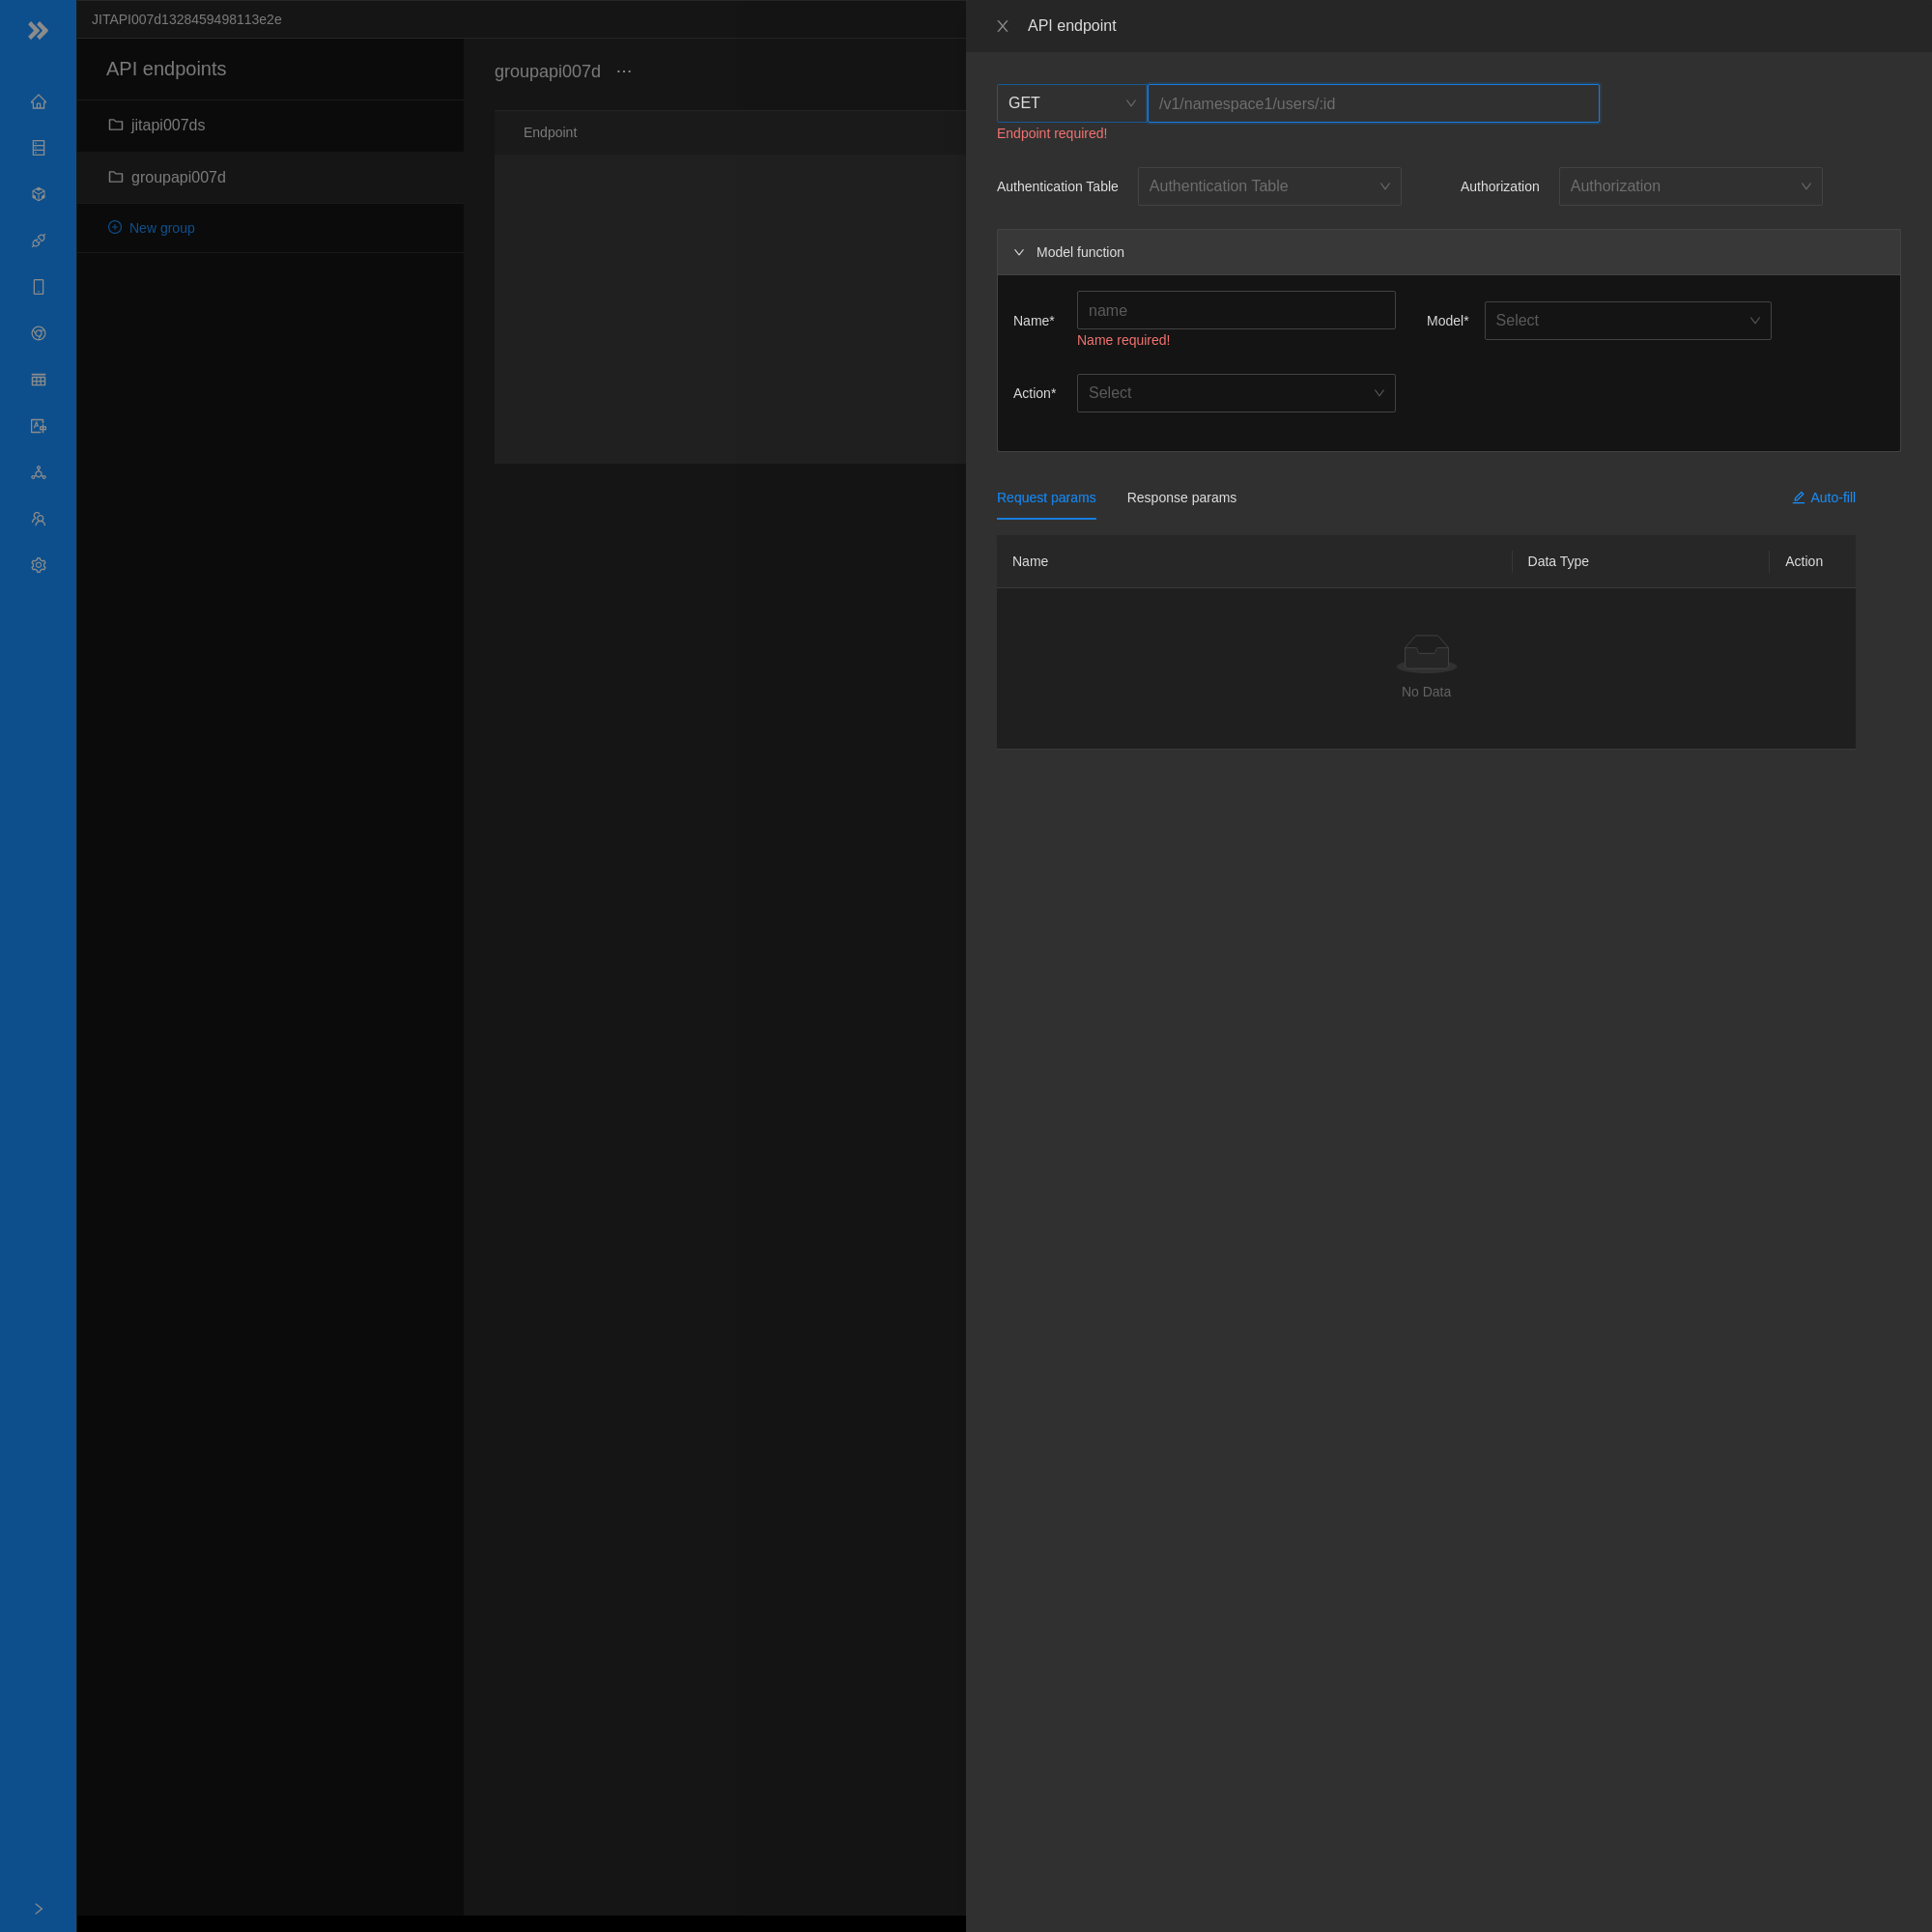 JITAPI007d1328459498113e2e
API endpoints
jitapi007ds
groupapi007d
New group
groupapi007d
Endpoint
API endpoint
GET
/v1/namespace1/users/:id
Endpoint required!
Authentication Table
Authentication Table
Authorization
Authorization
Model function
Name*
name
Name required!
Model*
Select
Action*
Select
Request params
Response params
Auto-fill
Name
Data Type
Action
No Data